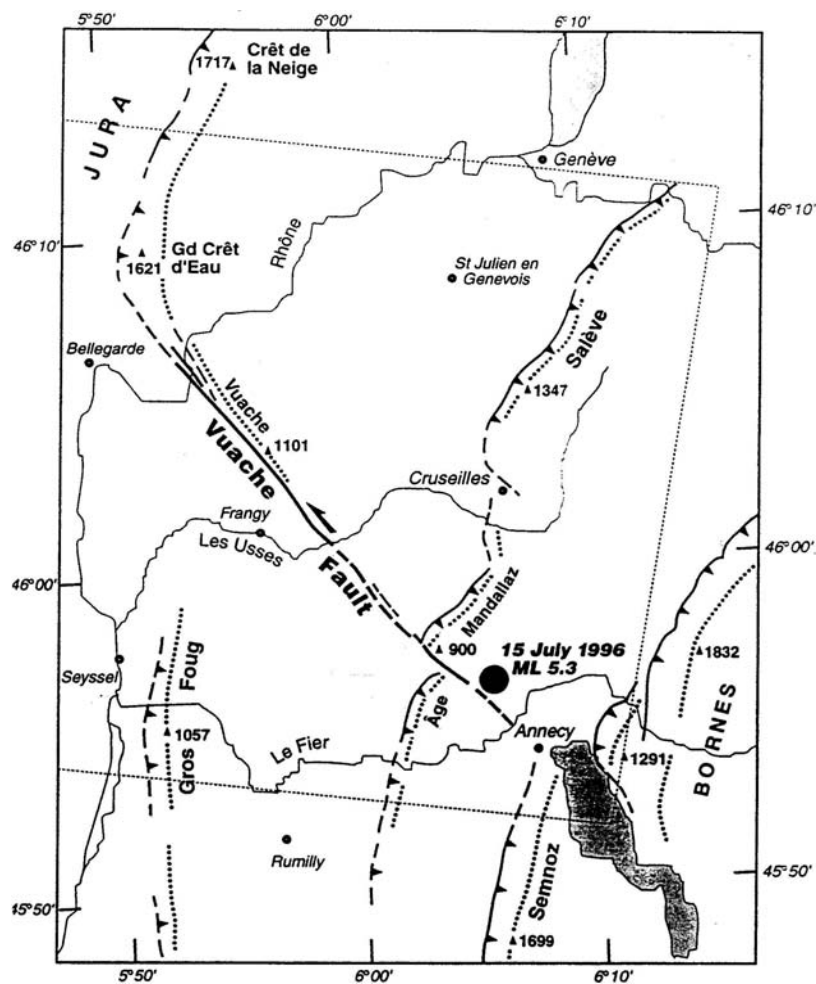 5°50' 6°00' 6°10'
1717 Crêt de
la Neige
JURA
Genève
46°10'
46°10'
Gd Crêt
d'Eau
1621
Rhône
St Julien en
Genevois
Salève
Bellegarde
Vuache
1347
1101
Vuache
Fault
Cruseilles
Frangy
Les Usses
46°00'
46°00'
Mandallaz
900
15 July 1996
ML 5.3
1832
Seyssel
Gros Foug
1057
Âge
Le Fier
Annecy
BORNES
1291
Rumilly
Semnoz
45°50'
45°50'
1699
5°50' 6°00' 6°10'